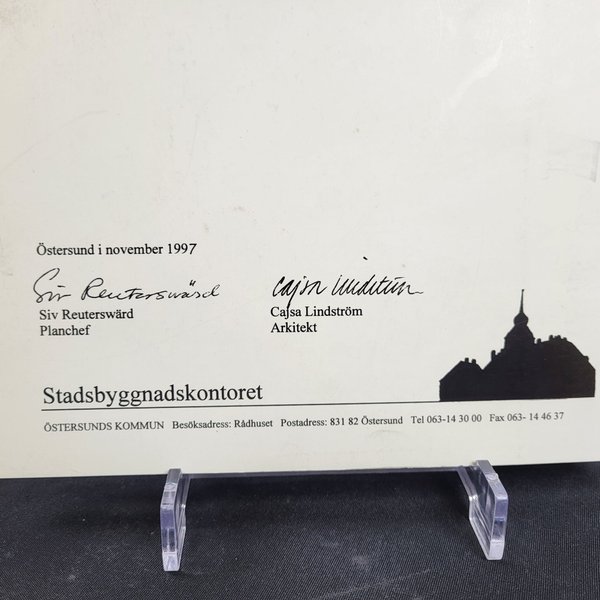 Östersund i november 1997
Siv Reuterswärd cajsa lindström
Siv Reuterswärd Cajsa Lindström
Planchef Arkitekt
Stadsbyggnadskontoret
ÖSTERSUNDS KOMMUN Besöksadress: Rådhuset Postadress: 831 82 Östersund Tel 063-14 30 00 Fax 063- 14 46 37